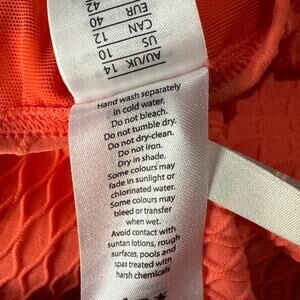 42
EUR 40
CAN 12
US 10
AU/UK 14
Hand wash separately
in cold water.
Do not bleach.
Do not tumble dry.
Do not dry-clean.
Do not iron.
Dry in shade.
Some colours may
fade in sunlight or
chlorinated water.
Some colours may
bleed or transfer
when wet.
Avoid contact with
suntan lotions, rough
surfaces, pools and
spas treated with
harsh chemicals